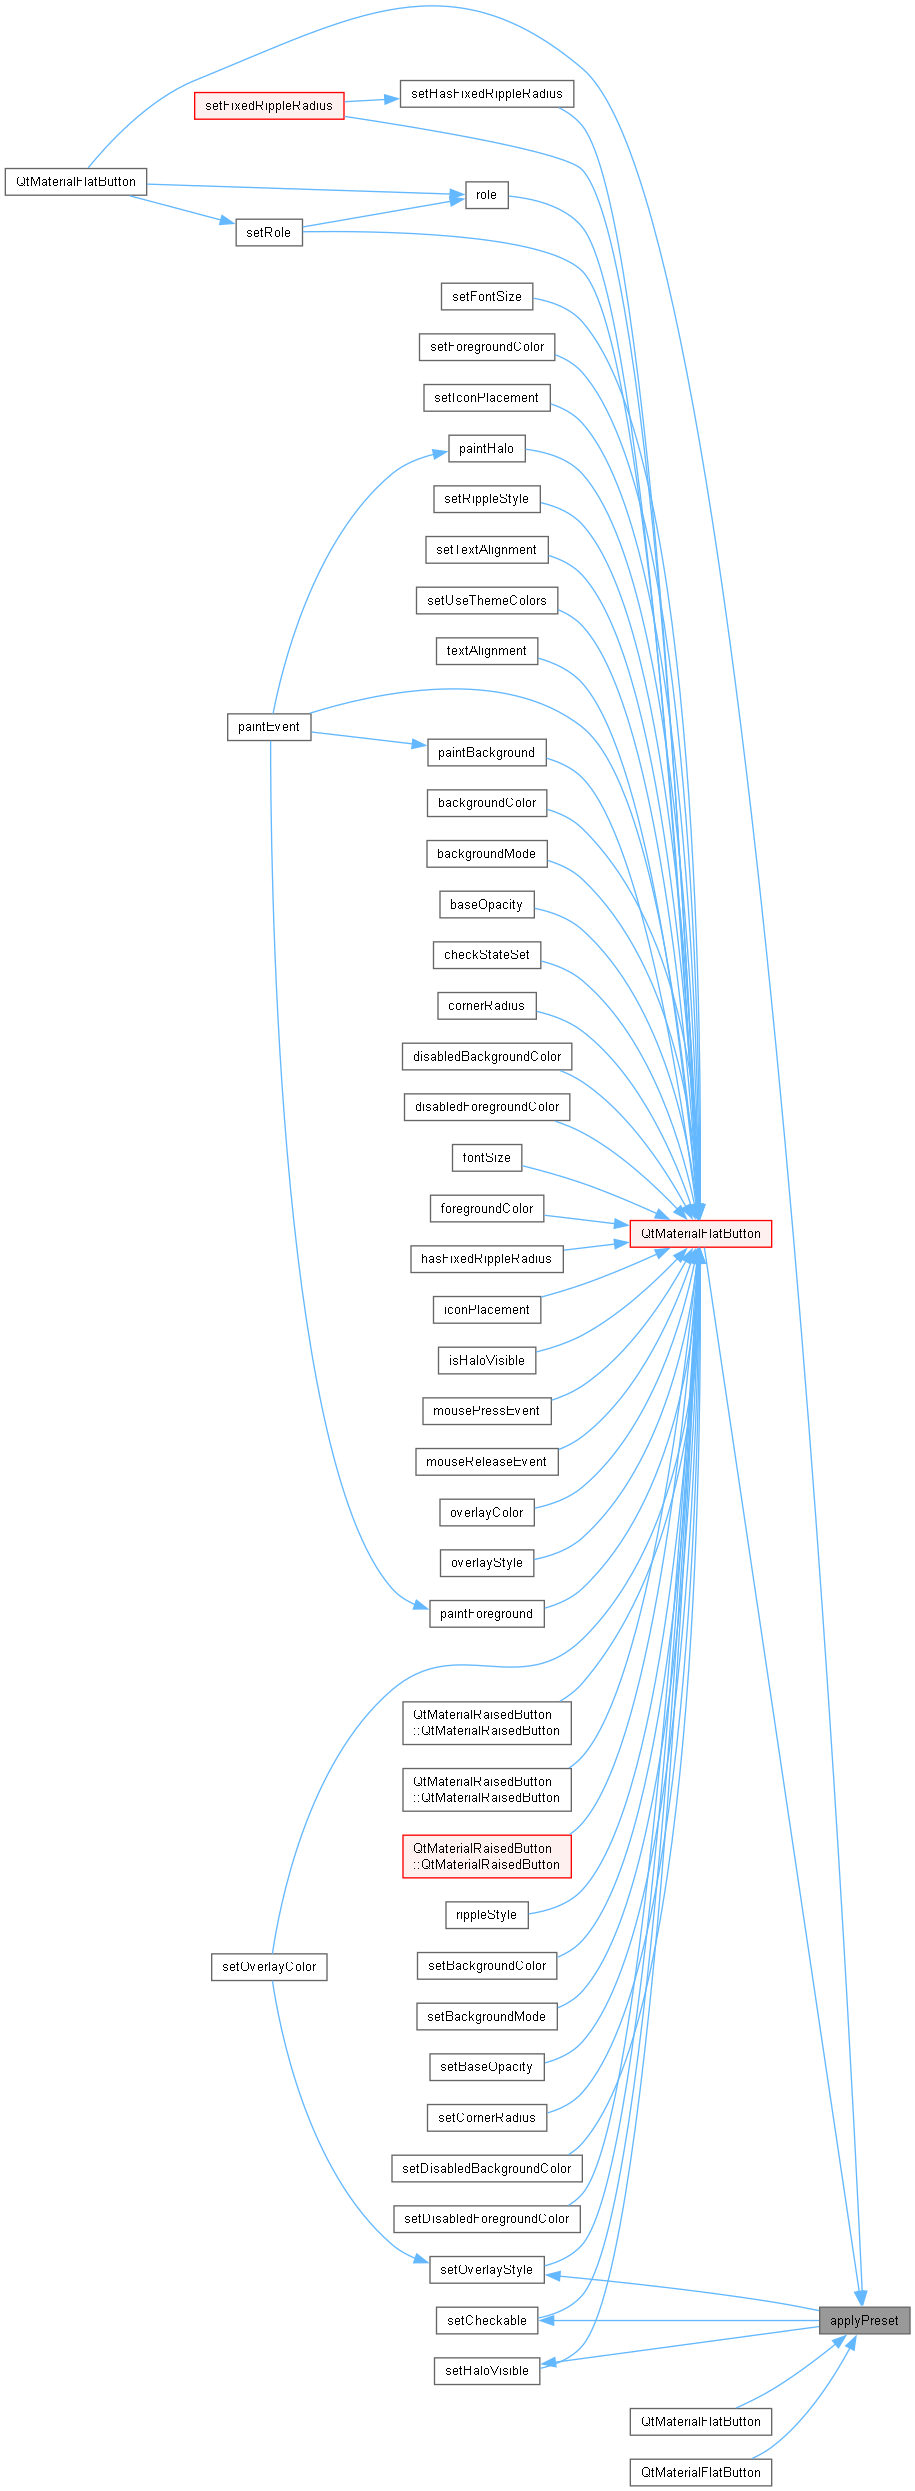 setHasFixedRippleRadius
setFixedRippleRadius
QtMaterialFlatButton
role
setRole
setFontSize
setForegroundColor
setIconPlacement
paintHalo
setRippleStyle
setTextAlignment
setUseThemeColors
textAlignment
paintEvent
paintBackground
backgroundColor
backgroundMode
baseOpacity
checkStateSet
cornerRadius
disabledBackgroundColor
disabledForegroundColor
fontSize
foregroundColor
QtMaterialFlatButton
hasFixedRippleRadius
iconPlacement
isHaloVisible
mousePressEvent
mouseReleaseEvent
overlayColor
overlayStyle
paintForeground
QtMaterialRaisedButton
::QtMaterialRaisedButton
QtMaterialRaisedButton
::QtMaterialRaisedButton
QtMaterialRaisedButton
::QtMaterialRaisedButton
rippleStyle
setOverlayColor
setBackgroundColor
setBackgroundMode
setBaseOpacity
setCornerRadius
setDisabledBackgroundColor
setDisabledForegroundColor
setOverlayStyle
setCheckable
applyPreset
setHaloVisible
QtMaterialFlatButton
QtMaterialFlatButton